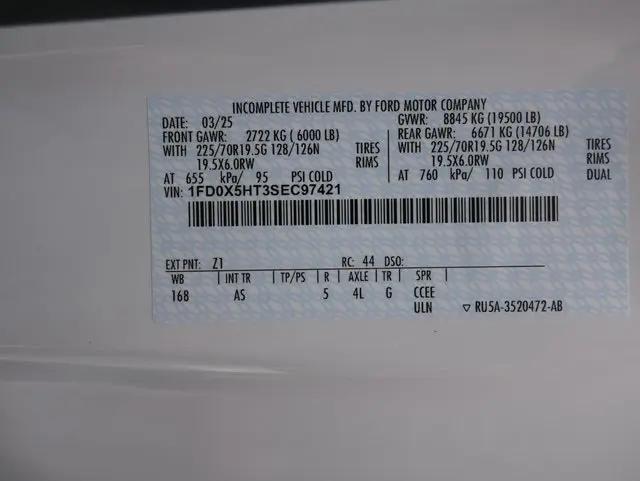 INCOMPLETE VEHICLE MFD. BY FORD MOTOR COMPANY
DATE: 03/25 GVWR: 8845 KG (19500 LB)
FRONT GAWR: 2722 KG ( 6000 LB) REAR GAWR: 6671 KG (14706 LB)
WITH 225/70R19.5G 128/126N TIRES WITH 225/70R19.5G 128/126N TIRES
19.5X6.0RW RIMS 19.5X6.0RW RIMS
AT 655 kPa/ 95 PSI COLD AT 760 kPa/ 110 PSI COLD DUAL
VIN: 1FD0X5HT3SEC97421
EXT PNT: Z1 RC: 44 DSO:
WB INT TR TP/PS R AXLE TR SPR
168 AS 5 4L G CCEE
ULN ▽ RU5A-3520472-AB